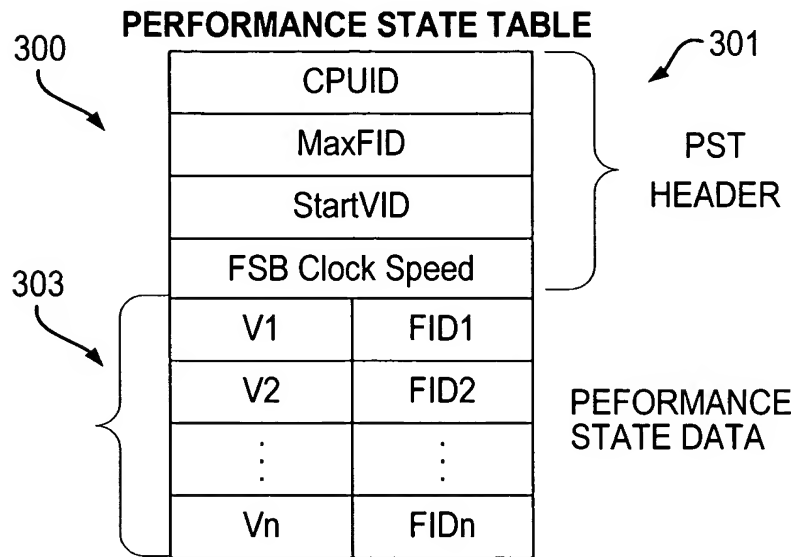 PERFORMANCE STATE TABLE
300
301
CPUID
MaxFID
StartVID
FSB Clock Speed
PST
HEADER
303
V1 FID1
V2 FID2
⋮ ⋮
Vn FIDn
PEFORMANCE
STATE DATA